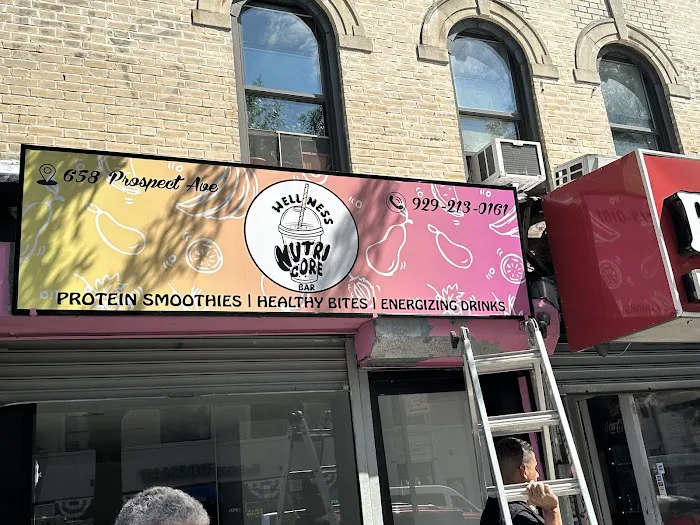 658 Prospect Ave
WELLNESS
NUTRI
CORE
BAR
929-213-0161
PROTEIN SMOOTHIES | HEALTHY BITES | ENERGIZING DRINKS